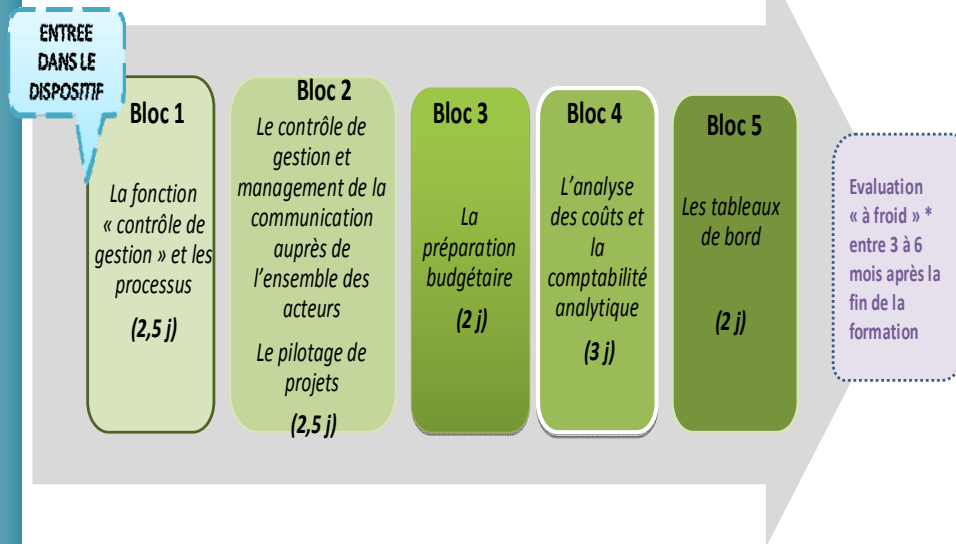 ENTREE
DANS LE
DISPOSITIF
Bloc 1
La fonction
« contrôle de
gestion » et les
processus
(2,5 j)
Bloc 2
Le contrôle de
gestion et
management de la
communication
auprès de
l’ensemble des
acteurs
Le pilotage de
projets
(2,5 j)
Bloc 3
La
préparation
budgétaire
(2 j)
Bloc 4
L’analyse
des coûts et
la
comptabilité
analytique
(3 j)
Bloc 5
Les tableaux
de bord
(2 j)
Evaluation
« à froid » *
entre 3 à 6
mois après la
fin de la
formation